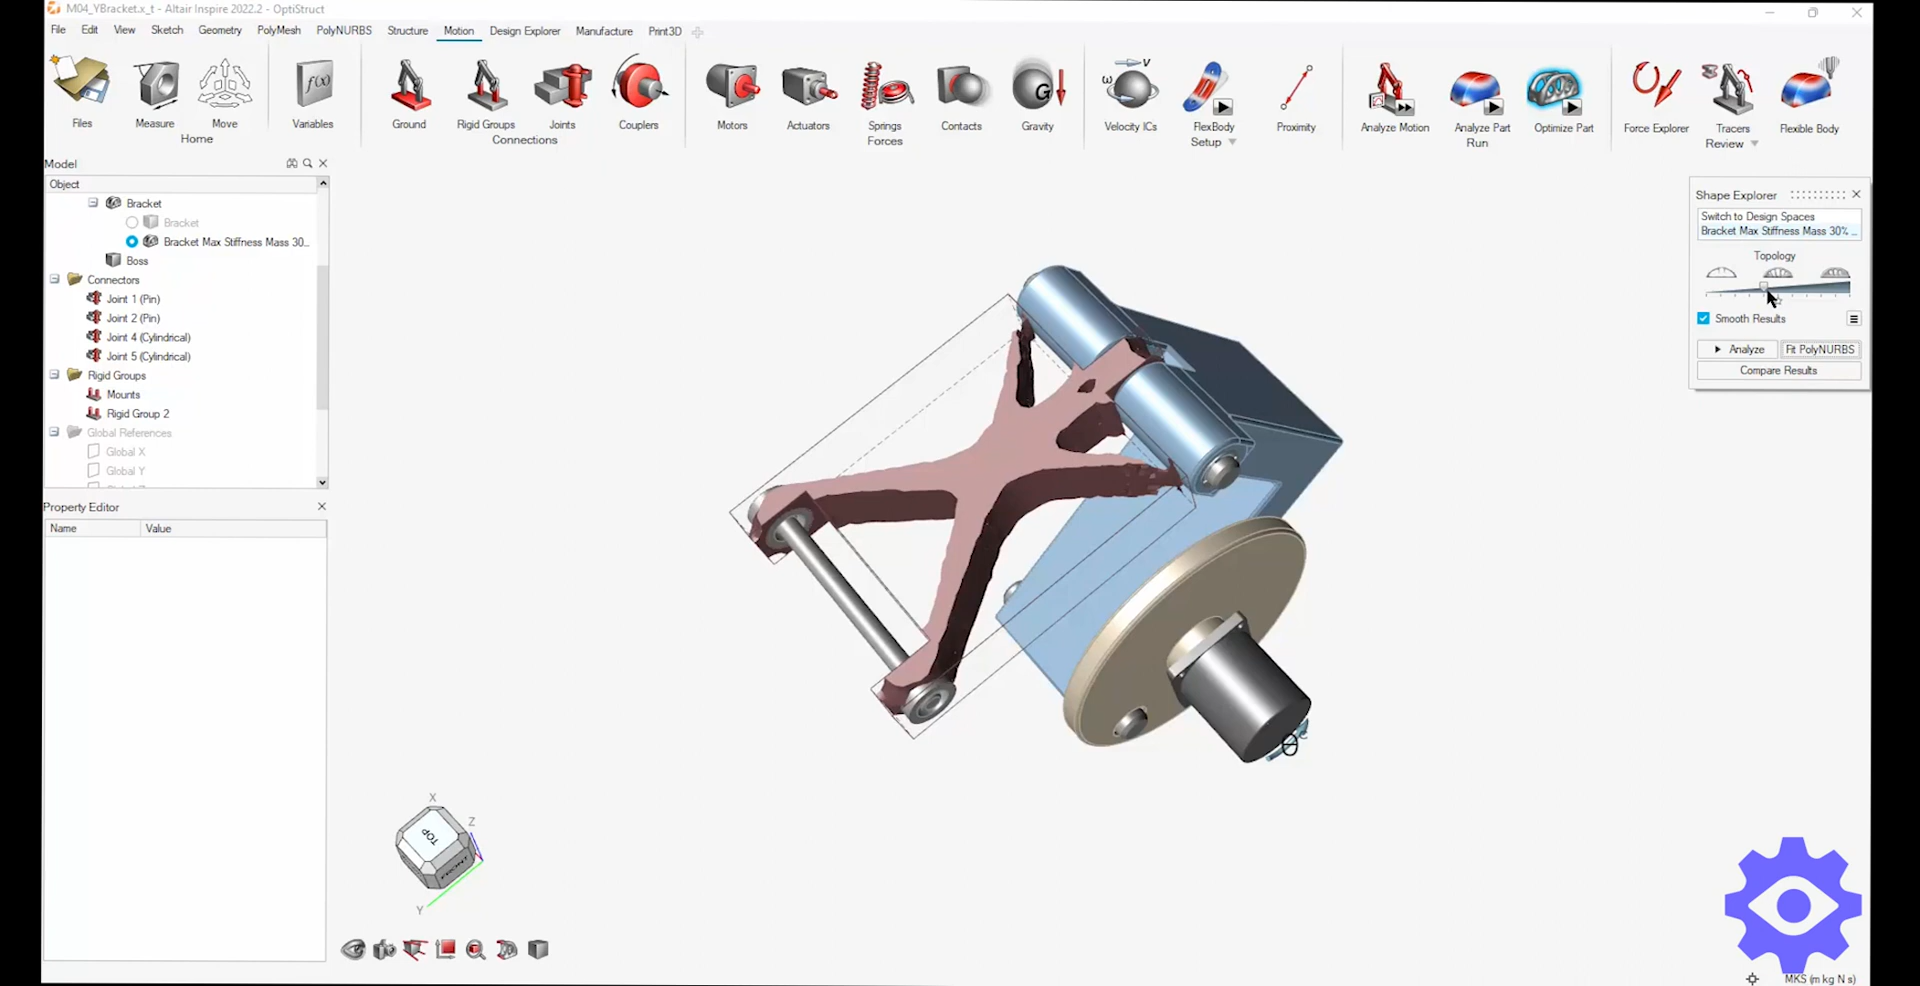 M04_YBracket.x_t - Altair Inspire 2022.2 - OptiStruct
File Edit View Sketch Geometry PolyMesh PolyNURBS Structure Motion Design Explorer Manufacture Print3D
f(x) G ω v
Files Measure Move Variables Ground Rigid Groups Joints Couplers Motors Actuators Springs Contacts Gravity Velocity ICs FlexBody Proximity Analyze Motion Analyze Part Optimize Part Force Explorer Tracers Flexible Body
Home Connections Forces Setup Run Review
Model
Object
Bracket
Bracket
Bracket Max Stiffness Mass 30...
Boss
Connectors
Joint 1 (Pin)
Joint 2 (Pin)
Joint 4 (Cylindrical)
Joint 5 (Cylindrical)
Rigid Groups
Mounts
Rigid Group 2
Global References
Global X
Global Y
Property Editor
Name Value
Shape Explorer
Switch to Design Spaces
Bracket Max Stiffness Mass 30% ...
Topology
Smooth Results
Analyze Fit PolyNURBS
Compare Results
X
Z
TOP
FRONT
Y
MKS (m kg N s)